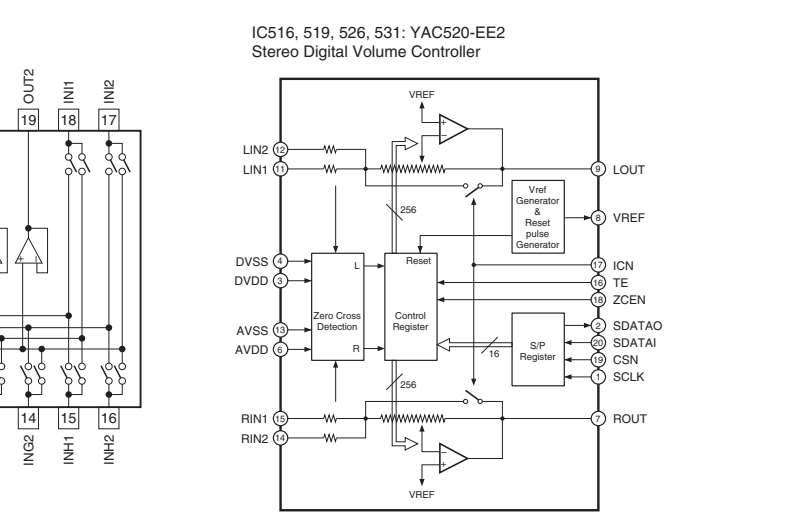 IC516, 519, 526, 531: YAC520-EE2
Stereo Digital Volume Controller
OUT2
INI1
INI2
19
18
17
+
–
14
15
16
ING2
INH1
INH2
VREF
+
–
LIN2 12
LIN1 11
9 LOUT
256
Vref
Generator
&
Reset
pulse
Generator
8 VREF
DVSS 4
DVDD 3
L
Reset
17 ICN
16 TE
18 ZCEN
Zero Cross
Detection
Control
Register
AVSS 13
AVDD 6
R
16
S/P
Register
2 SDATAO
20 SDATAI
19 CSN
1 SCLK
256
RIN1 15
RIN2 14
7 ROUT
–
+
VREF